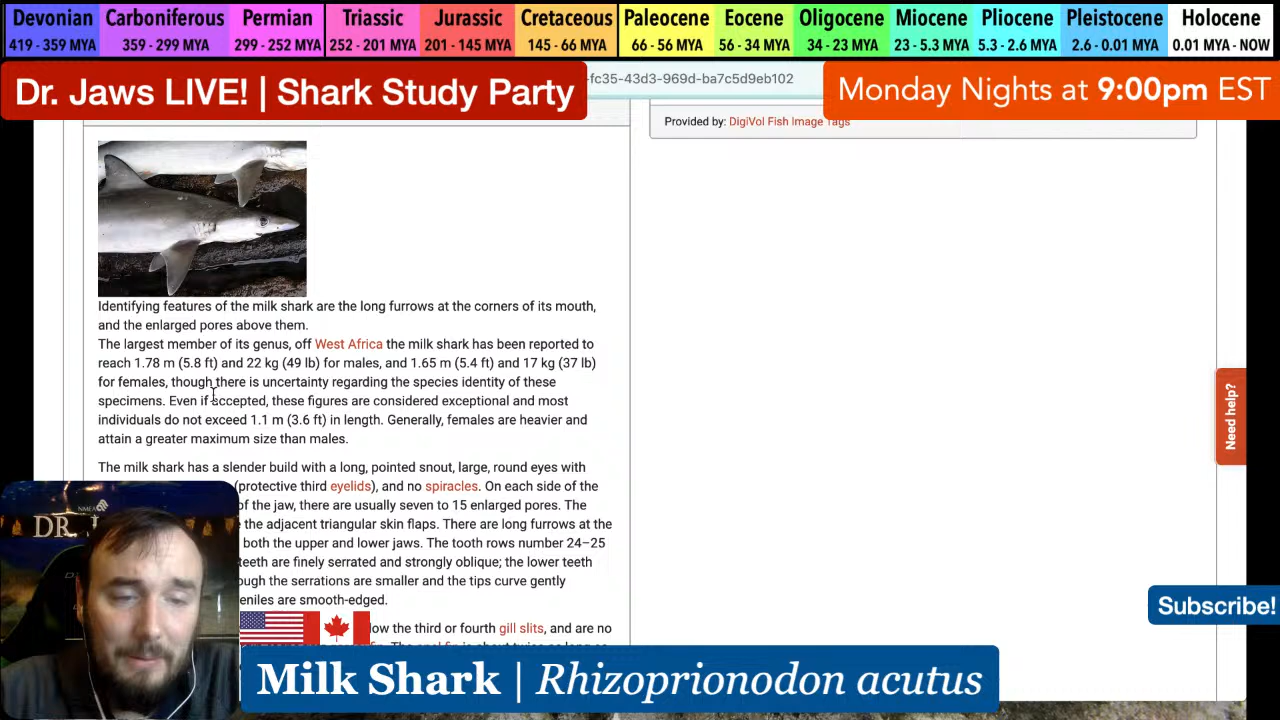 Devonian Carboniferous Permian Triassic Jurassic Cretaceous Paleocene Eocene Oligocene Miocene Pliocene Pleistocene Holocene
419 - 359 MYA 359 - 299 MYA 299 - 252 MYA 252 - 201 MYA 201 - 145 MYA 145 - 66 MYA 66 - 56 MYA 56 - 34 MYA 34 - 23 MYA 23 - 5.3 MYA 5.3 - 2.6 MYA 2.6 - 0.01 MYA 0.01 MYA - NOW
Dr. Jaws LIVE! | Shark Study Party
-fc35-43d3-969d-ba7c5d9eb102
Monday Nights at 9:00pm EST
Provided by: DigiVol Fish Image Tags
Identifying features of the milk shark are the long furrows at the corners of its mouth,
and the enlarged pores above them.
The largest member of its genus, off West Africa the milk shark has been reported to
reach 1.78 m (5.8 ft) and 22 kg (49 lb) for males, and 1.65 m (5.4 ft) and 17 kg (37 lb)
for females, though there is uncertainty regarding the species identity of these
specimens. Even if accepted, these figures are considered exceptional and most
individuals do not exceed 1.1 m (3.6 ft) in length. Generally, females are heavier and
attain a greater maximum size than males.
Need help?
The milk shark has a slender build with a long, pointed snout, large, round eyes with
(protective third eyelids), and no spiracles. On each side of the
of the jaw, there are usually seven to 15 enlarged pores. The
the adjacent triangular skin flaps. There are long furrows at the
both the upper and lower jaws. The tooth rows number 24–25
teeth are finely serrated and strongly oblique; the lower teeth
ough the serrations are smaller and the tips curve gently
eniles are smooth-edged.
low the third or fourth gill slits, and are no
DR. J
Subscribe!
Milk Shark | Rhizoprionodon acutus